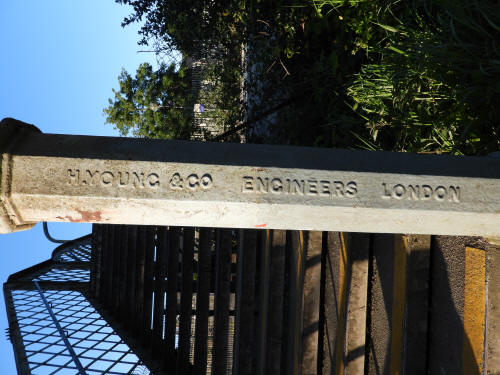 H.YOUNG & CO ENGINEERS LONDON